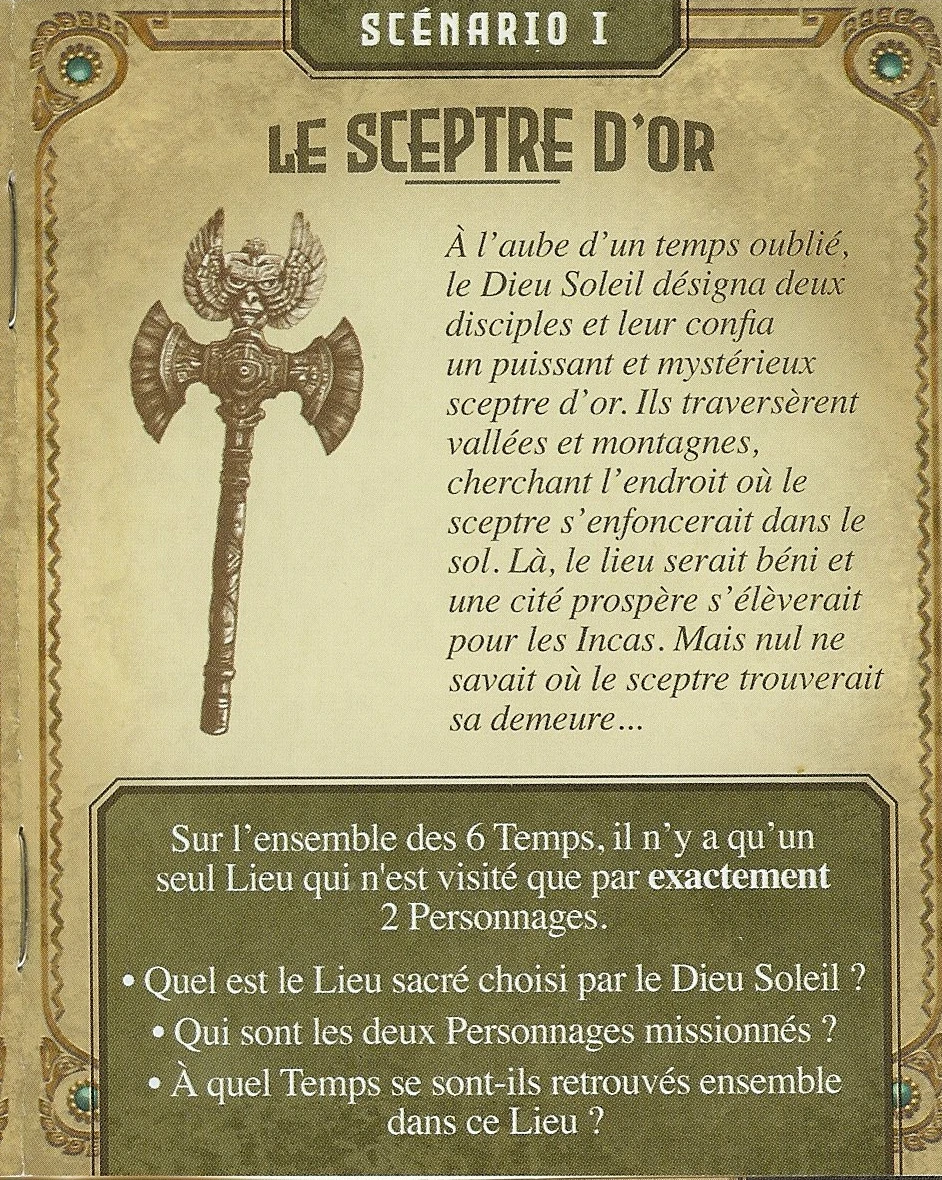 SCÉNARIO I
LE SCEPTRE D'OR
À l'aube d'un temps oublié,
le Dieu Soleil désigna deux
disciples et leur confia
un puissant et mystérieux
sceptre d'or. Ils traversèrent
vallées et montagnes,
cherchant l'endroit où le
sceptre s'enfoncerait dans le
sol. Là, le lieu serait béni et
une cité prospère s'élèverait
pour les Incas. Mais nul ne
savait où le sceptre trouverait
sa demeure...
Sur l'ensemble des 6 Temps, il n'y a qu'un
seul Lieu qui n'est visité que par exactement
2 Personnages.
• Quel est le Lieu sacré choisi par le Dieu Soleil ?
• Qui sont les deux Personnages missionnés ?
• À quel Temps se sont-ils retrouvés ensemble
dans ce Lieu ?